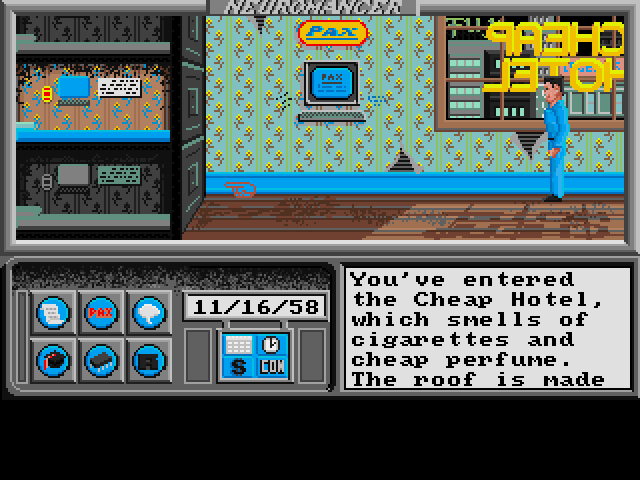 NEUROMANCER
PAX
PAX
CHEAP
HOTEL
PAX
11/16/58
S
COM
R
You've entered
the Cheap Hotel,
which smells of
cigarettes and
cheap perfume.
The roof is made